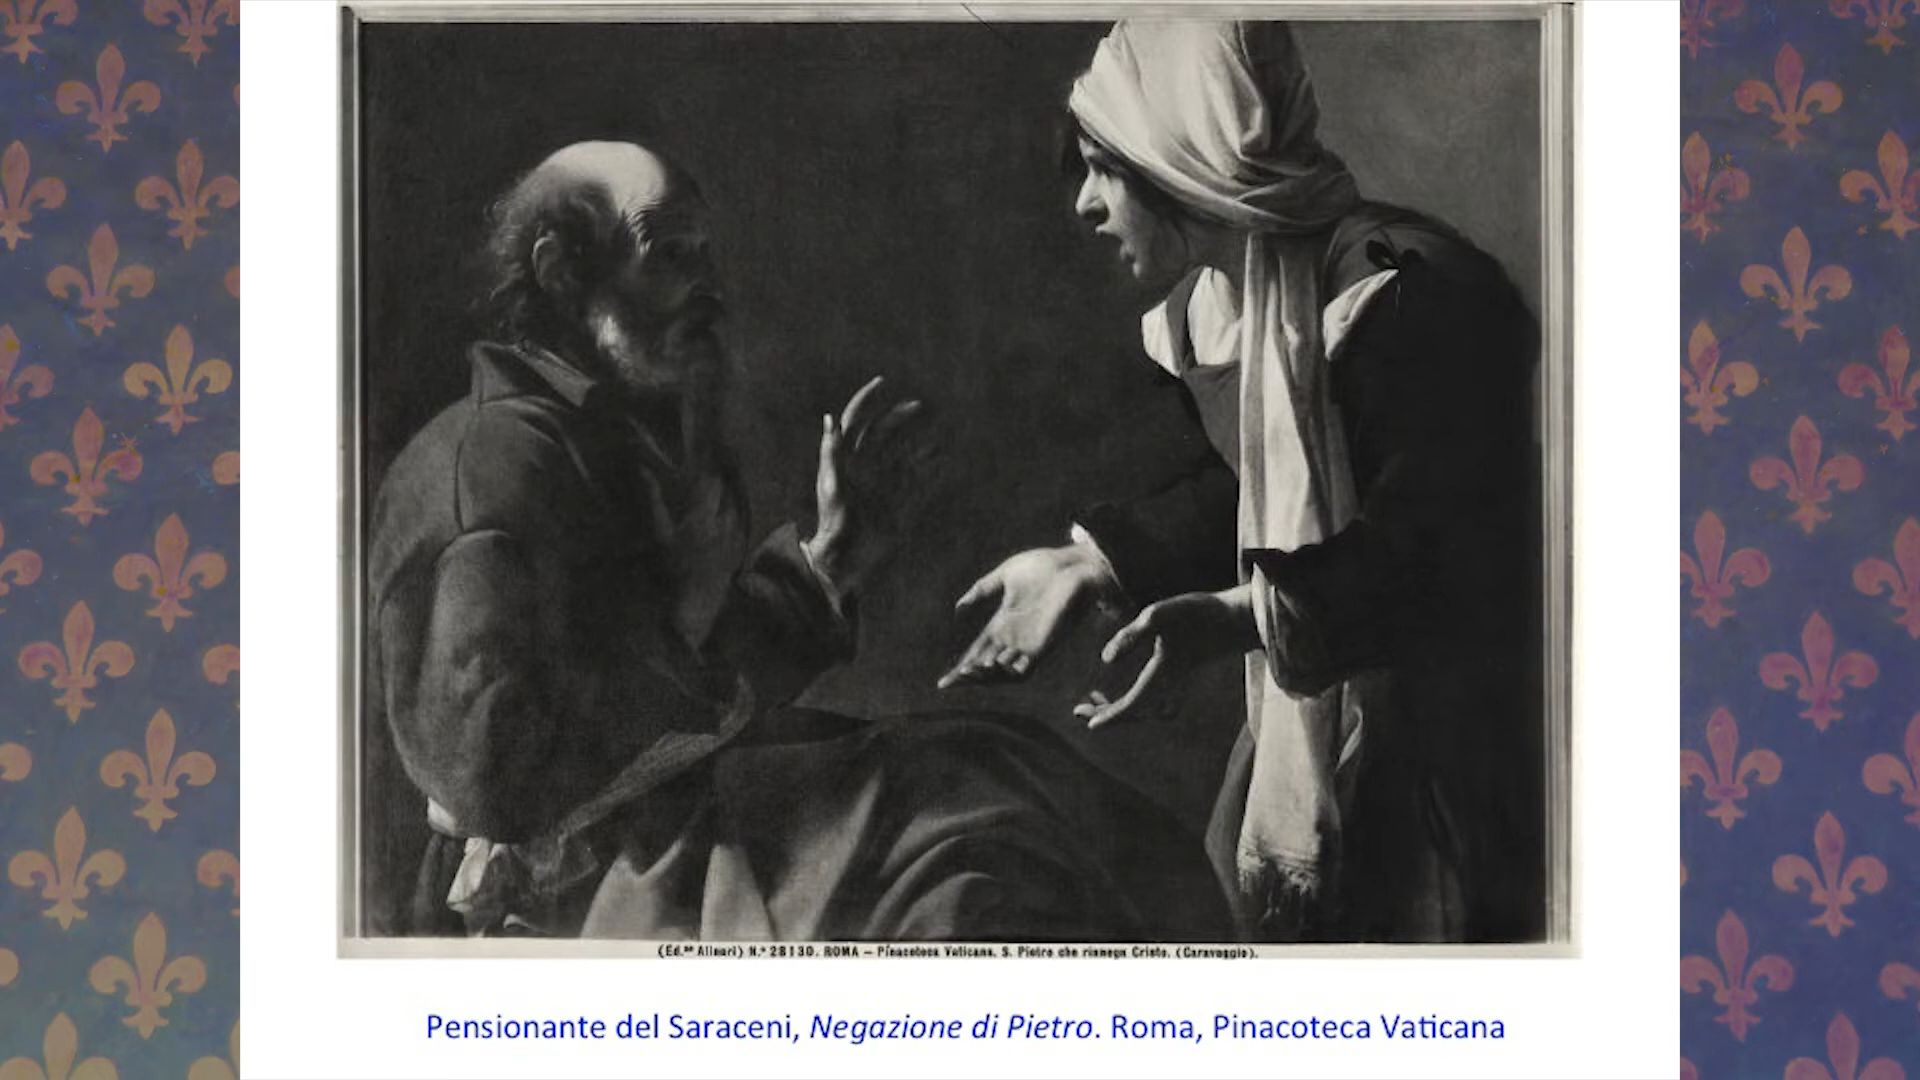 (Ed.ne Alinari) N.° 28130. ROMA – Pinacoteca Vaticana. S. Pietro che rinnega Cristo. (Caravaggio).
Pensionante del Saraceni, Negazione di Pietro. Roma, Pinacoteca Vaticana